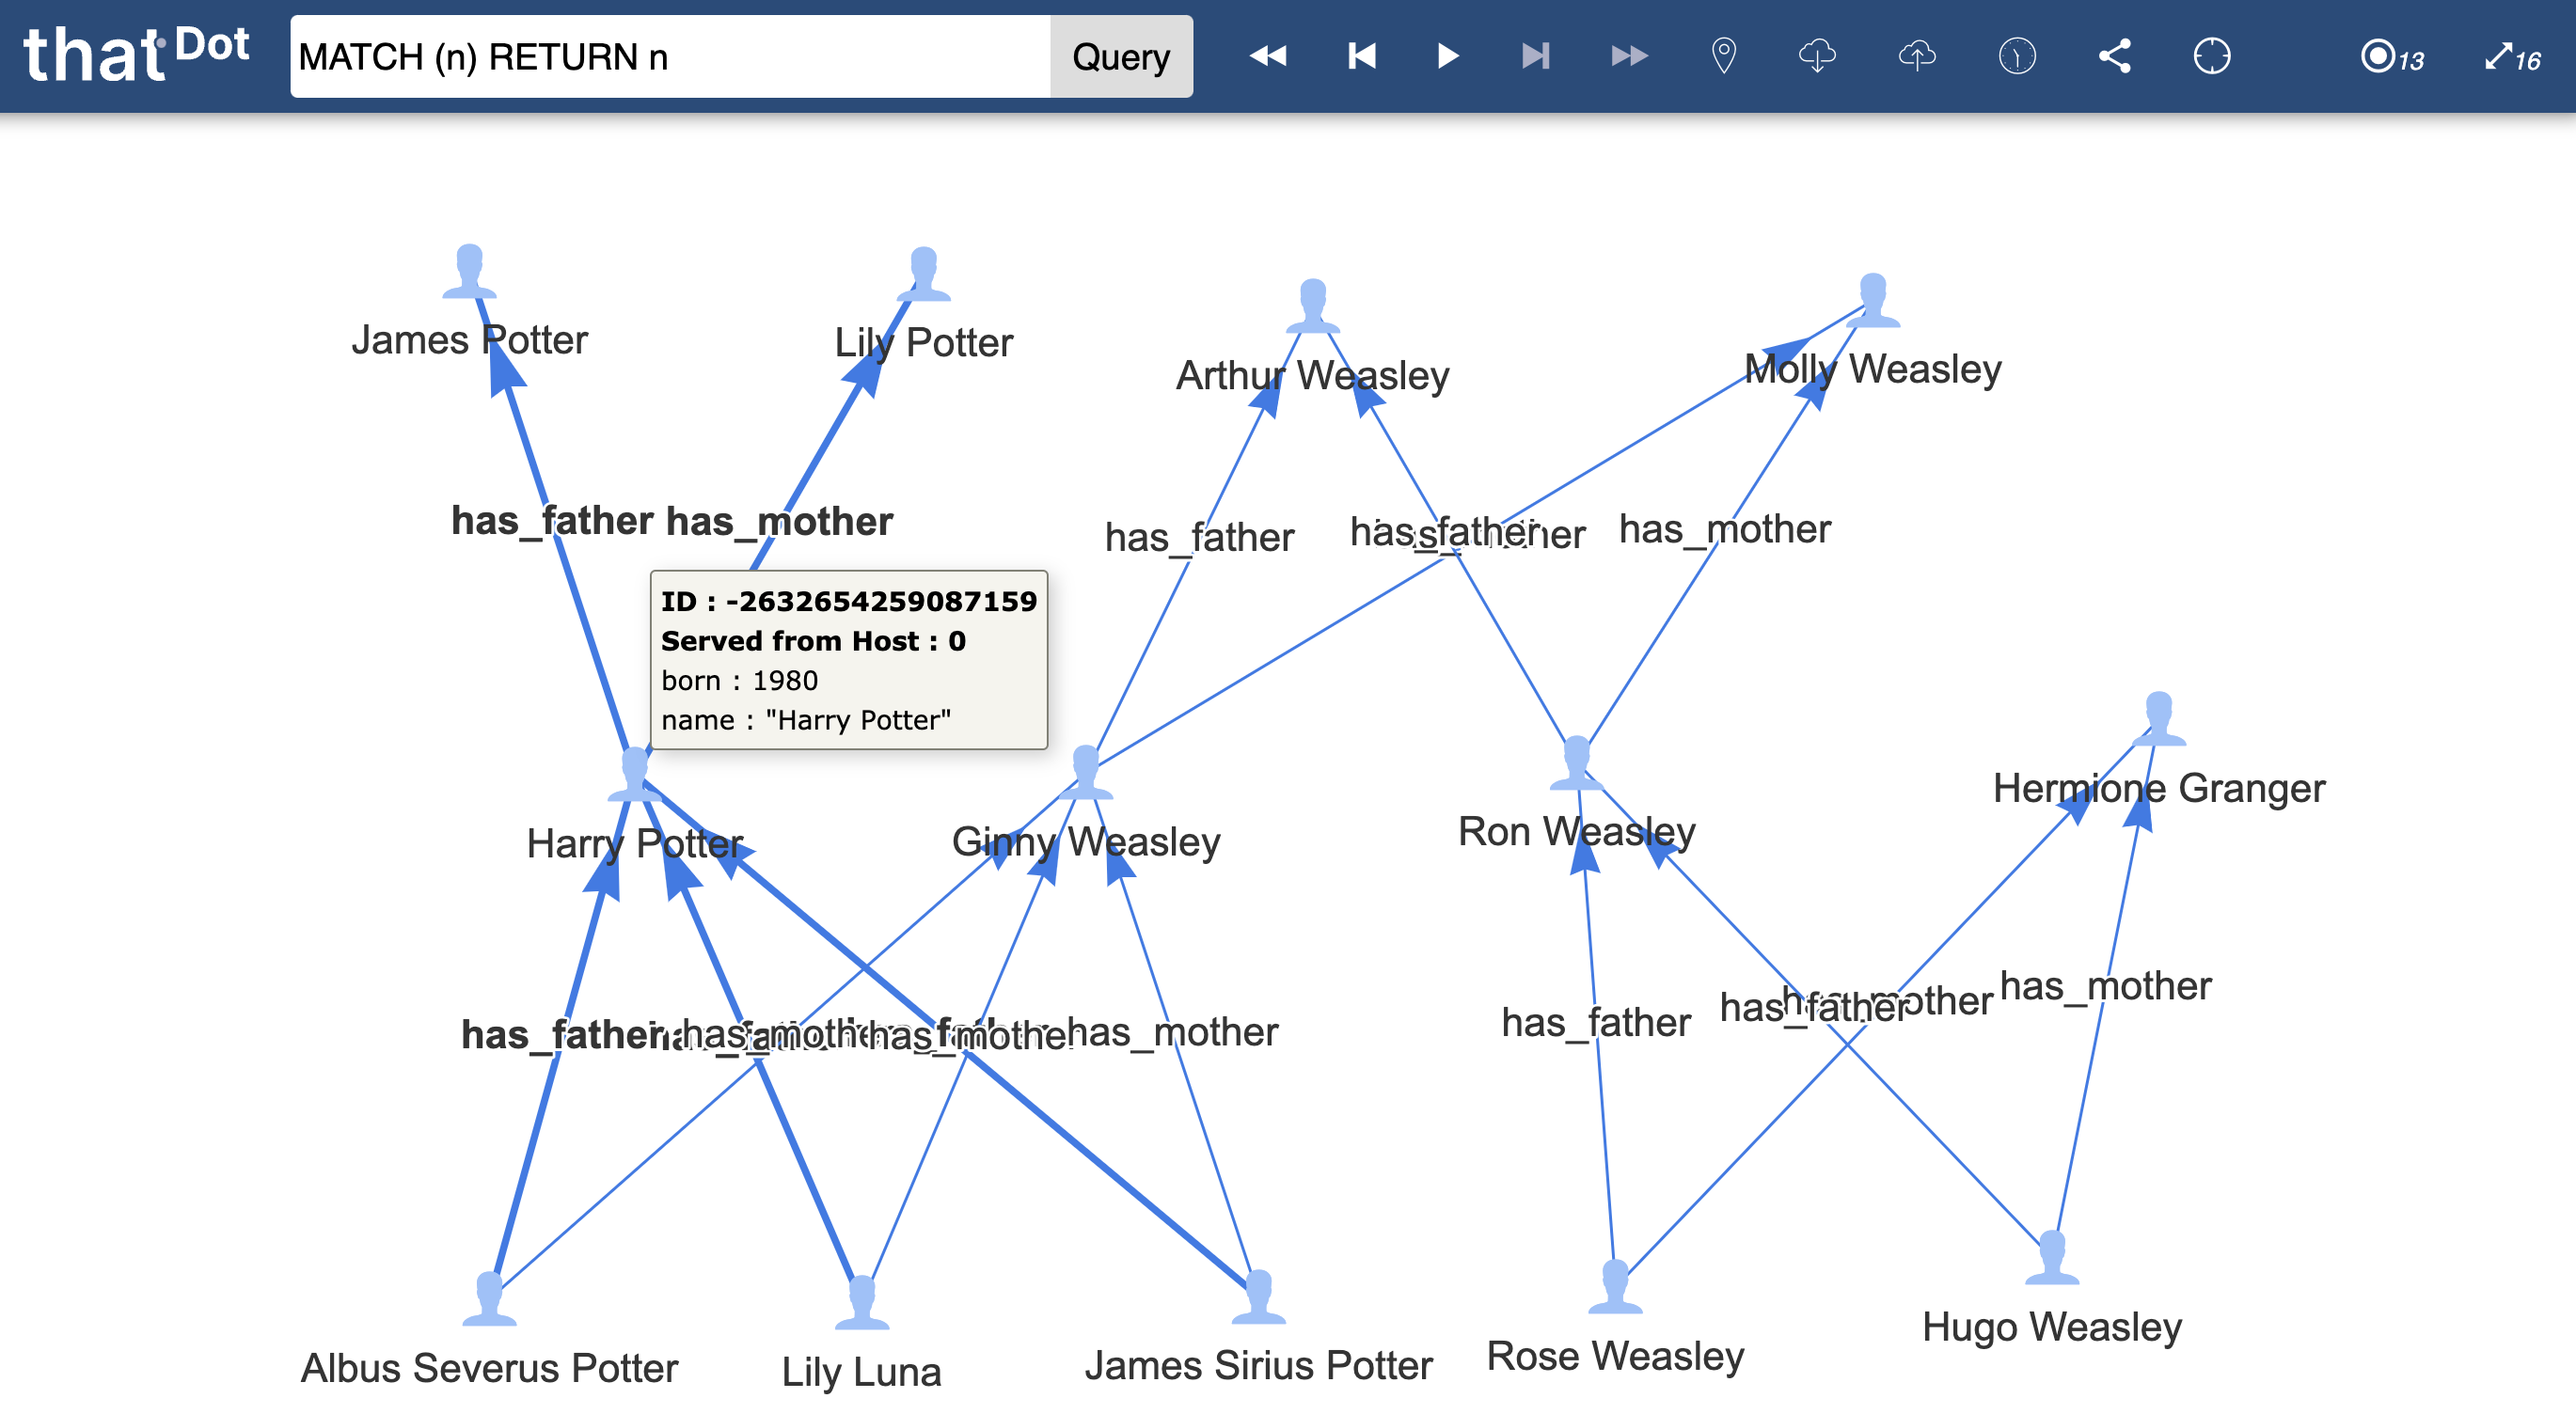 thatDot
MATCH (n) RETURN n
Query
13
16
James Potter
Lily Potter
Arthur Weasley
Molly Weasley
has_father
has_mother
has_father
has_father
has_mother
ID : -2632654259087159
Served from Host : 0
born : 1980
name : "Harry Potter"
Harry Potter
Ginny Weasley
Ron Weasley
Hermione Granger
has_father
has_mother
has_mother
has_mother
has_father
has_father
has_mother
Albus Severus Potter
Lily Luna
James Sirius Potter
Rose Weasley
Hugo Weasley